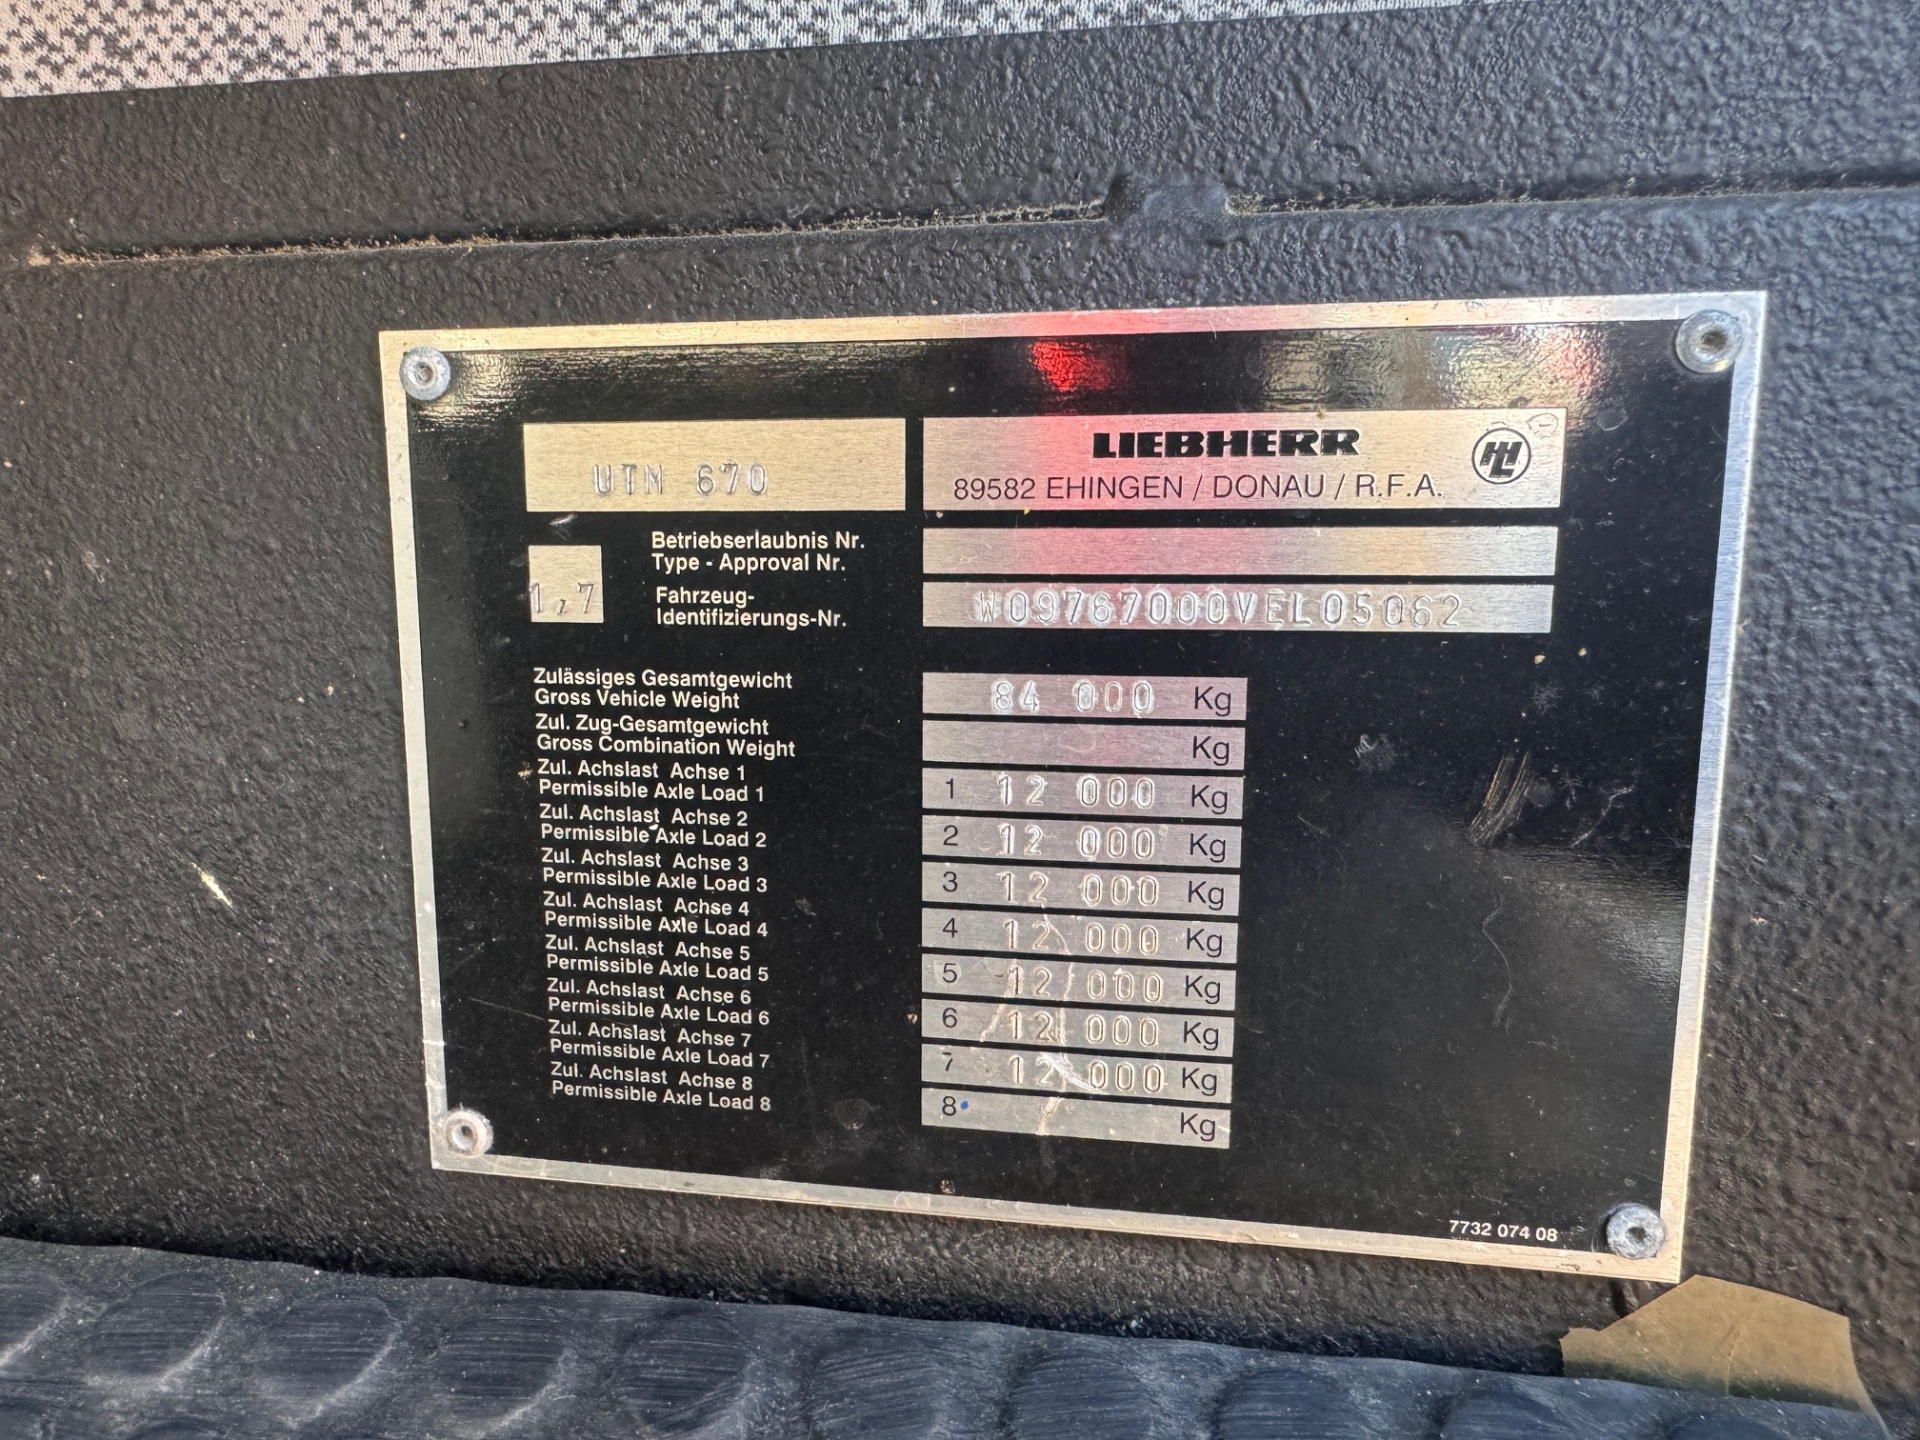 UTM 670
LIEBHERR
89582 EHINGEN / DONAU / R.F.A.
Betriebserlaubnis Nr.
Type - Approval Nr.
1,7
Fahrzeug-
Identifizierungs-Nr.
W09767000VEL05062
Zulässiges Gesamtgewicht
Gross Vehicle Weight
84 000 Kg
Zul. Zug-Gesamtgewicht
Gross Combination Weight
Kg
Zul. Achslast Achse 1
Permissible Axle Load 1
1 12 000 Kg
Zul. Achslast Achse 2
Permissible Axle Load 2
2 12 000 Kg
Zul. Achslast Achse 3
Permissible Axle Load 3
3 12 000 Kg
Zul. Achslast Achse 4
Permissible Axle Load 4
4 12 000 Kg
Zul. Achslast Achse 5
Permissible Axle Load 5
5 12 000 Kg
Zul. Achslast Achse 6
Permissible Axle Load 6
6 12 000 Kg
Zul. Achslast Achse 7
Permissible Axle Load 7
7 12 000 Kg
Zul. Achslast Achse 8
Permissible Axle Load 8
8 Kg
7732 074 08